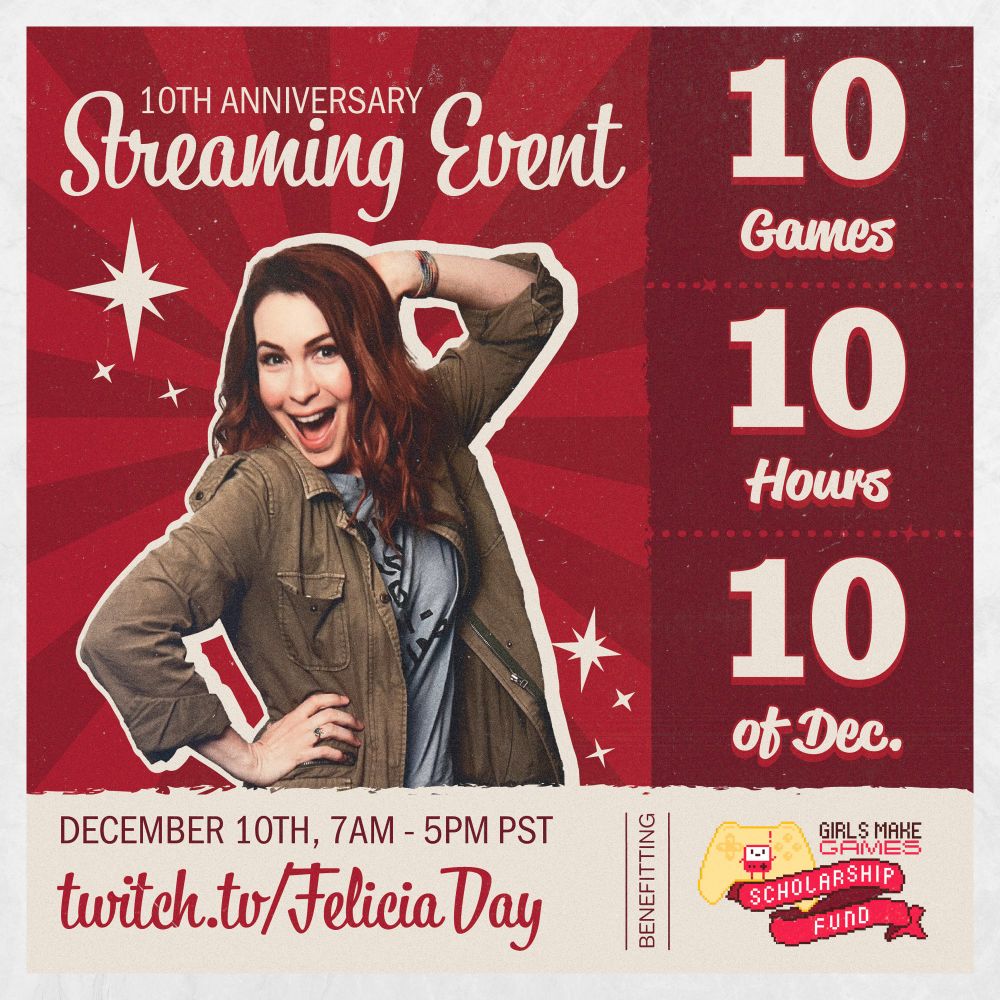 10TH ANNIVERSARY
Streaming Event
10
Games
10
Hours
10
of Dec.
DECEMBER 10TH, 7AM - 5PM PST
twitch.tv/FeliciaDay
BENEFITTING
GIRLS MAKE
GAMES
SCHOLARSHIP
FUND